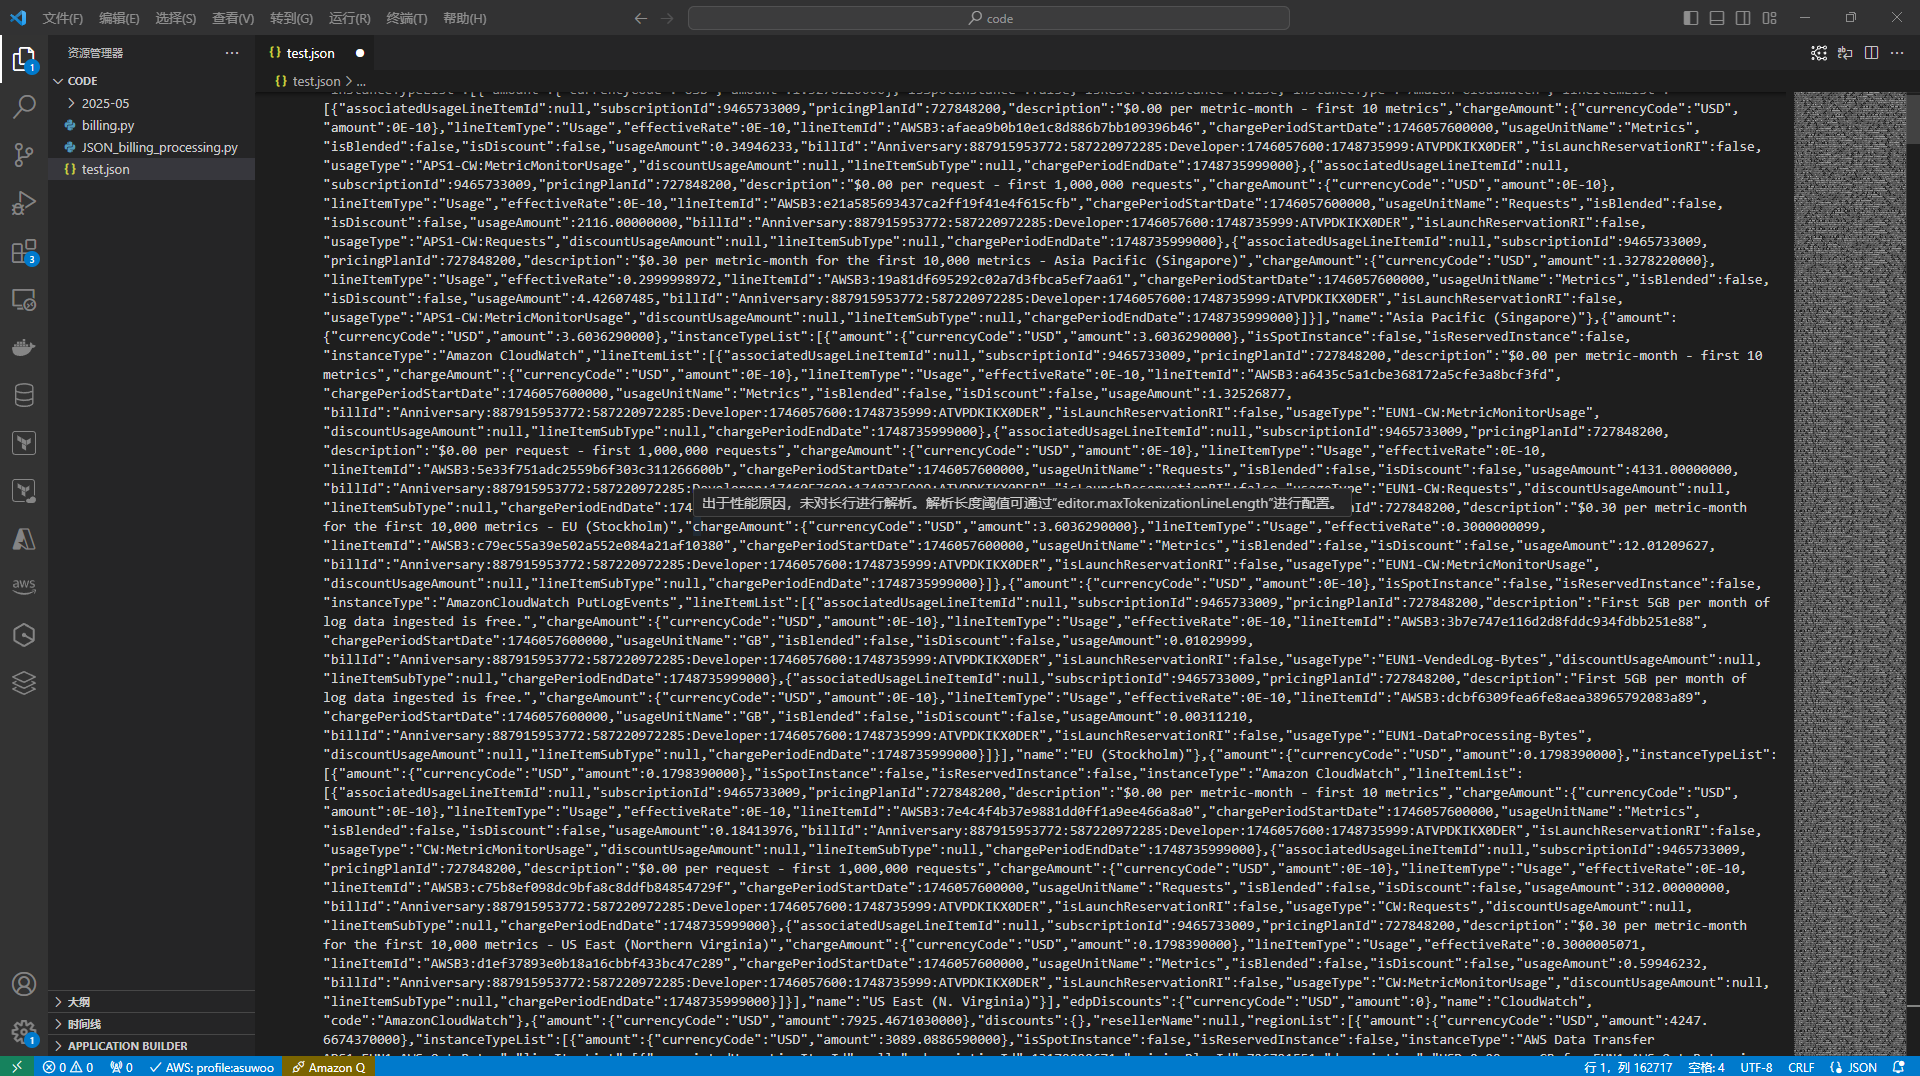 文件(F) 编辑(E) 选择(S) 查看(V) 转到(G) 运行(R) 终端(T) 帮助(H)
code
资源管理器
CODE
2025-05
billing.py
JSON_billing_processing.py
test.json
test.json
test.json > ...
[{"associatedUsageLineItemId":null,"subscriptionId":9465733009,"pricingPlanId":727848200,"description":"$0.00 per metric-month - first 10 metrics","chargeAmount":{"currencyCode":"USD",
"amount":0E-10},"lineItemType":"Usage","effectiveRate":0E-10,"lineItemId":"AWSB3:afaea9b0b10e1c8d886b7bb109396b46","chargePeriodStartDate":1746057600000,"usageUnitName":"Metrics",
"isBlended":false,"isDiscount":false,"usageAmount":0.34946233,"billId":"Anniversary:887915953772:587220972285:Developer:1746057600:1748735999:ATVPDKIKX0DER","isLaunchReservationRI":false,
"usageType":"APS1-CW:MetricMonitorUsage","discountUsageAmount":null,"lineItemSubType":null,"chargePeriodEndDate":1748735999000},{"associatedUsageLineItemId":null,
"subscriptionId":9465733009,"pricingPlanId":727848200,"description":"$0.00 per request - first 1,000,000 requests","chargeAmount":{"currencyCode":"USD","amount":0E-10},
"lineItemType":"Usage","effectiveRate":0E-10,"lineItemId":"AWSB3:e21a585693437ca2ff19f41e4f615cfb","chargePeriodStartDate":1746057600000,"usageUnitName":"Requests","isBlended":false,
"isDiscount":false,"usageAmount":2116.00000000,"billId":"Anniversary:887915953772:587220972285:Developer:1746057600:1748735999:ATVPDKIKX0DER","isLaunchReservationRI":false,
"usageType":"APS1-CW:Requests","discountUsageAmount":null,"lineItemSubType":null,"chargePeriodEndDate":1748735999000},{"associatedUsageLineItemId":null,"subscriptionId":9465733009,
"pricingPlanId":727848200,"description":"$0.30 per metric-month for the first 10,000 metrics - Asia Pacific (Singapore)","chargeAmount":{"currencyCode":"USD","amount":1.3278220000},
"lineItemType":"Usage","effectiveRate":0.2999998972,"lineItemId":"AWSB3:19a81df695292c02a7d3fbca5ef7aa61","chargePeriodStartDate":1746057600000,"usageUnitName":"Metrics","isBlended":false,
"isDiscount":false,"usageAmount":4.42607485,"billId":"Anniversary:887915953772:587220972285:Developer:1746057600:1748735999:ATVPDKIKX0DER","isLaunchReservationRI":false,
"usageType":"APS1-CW:MetricMonitorUsage","discountUsageAmount":null,"lineItemSubType":null,"chargePeriodEndDate":1748735999000}]}],"name":"Asia Pacific (Singapore)"},{"amount":
{"currencyCode":"USD","amount":3.6036290000},"instanceTypeList":[{"amount":{"currencyCode":"USD","amount":3.6036290000},"isSpotInstance":false,"isReservedInstance":false,
"instanceType":"Amazon CloudWatch","lineItemList":[{"associatedUsageLineItemId":null,"subscriptionId":9465733009,"pricingPlanId":727848200,"description":"$0.00 per metric-month - first 10
metrics","chargeAmount":{"currencyCode":"USD","amount":0E-10},"lineItemType":"Usage","effectiveRate":0E-10,"lineItemId":"AWSB3:a6435c5a1cbe368172a5cfe3a8bcf3fd",
"chargePeriodStartDate":1746057600000,"usageUnitName":"Metrics","isBlended":false,"isDiscount":false,"usageAmount":1.32526877,
"billId":"Anniversary:887915953772:587220972285:Developer:1746057600:1748735999:ATVPDKIKX0DER","isLaunchReservationRI":false,"usageType":"EUN1-CW:MetricMonitorUsage",
"discountUsageAmount":null,"lineItemSubType":null,"chargePeriodEndDate":1748735999000},{"associatedUsageLineItemId":null,"subscriptionId":9465733009,"pricingPlanId":727848200,
"description":"$0.00 per request - first 1,000,000 requests","chargeAmount":{"currencyCode":"USD","amount":0E-10},"lineItemType":"Usage","effectiveRate":0E-10,
"lineItemId":"AWSB3:5e33f751adc2559b6f303c311266600b","chargePeriodStartDate":1746057600000,"usageUnitName":"Requests","isBlended":false,"isDiscount":false,"usageAmount":4131.00000000,
"billId":"Anniversary:887915953772:587220972285:Developer:1746057600:1748735999:ATVPDKIKX0DER","isLaunchReservationRI":false,"usageType":"EUN1-CW:Requests","discountUsageAmount":null,
"lineItemSubType":null,"chargePeriodEndDate":174 出于性能原因，未对长行进行解析。解析长度阈值可通过“editor.maxTokenizationLineLength”进行配置。 Id":727848200,"description":"$0.30 per metric-month
for the first 10,000 metrics - EU (Stockholm)","chargeAmount":{"currencyCode":"USD","amount":3.6036290000},"lineItemType":"Usage","effectiveRate":0.3000000099,
"lineItemId":"AWSB3:c79ec55a39e502a552e084a21af10380","chargePeriodStartDate":1746057600000,"usageUnitName":"Metrics","isBlended":false,"isDiscount":false,"usageAmount":12.01209627,
"billId":"Anniversary:887915953772:587220972285:Developer:1746057600:1748735999:ATVPDKIKX0DER","isLaunchReservationRI":false,"usageType":"EUN1-CW:MetricMonitorUsage",
"discountUsageAmount":null,"lineItemSubType":null,"chargePeriodEndDate":1748735999000}]},{"amount":{"currencyCode":"USD","amount":0E-10},"isSpotInstance":false,"isReservedInstance":false,
"instanceType":"AmazonCloudWatch PutLogEvents","lineItemList":[{"associatedUsageLineItemId":null,"subscriptionId":9465733009,"pricingPlanId":727848200,"description":"First 5GB per month of
log data ingested is free.","chargeAmount":{"currencyCode":"USD","amount":0E-10},"lineItemType":"Usage","effectiveRate":0E-10,"lineItemId":"AWSB3:3b7e747e116d2d8fddc934fdbb251e88",
"chargePeriodStartDate":1746057600000,"usageUnitName":"GB","isBlended":false,"isDiscount":false,"usageAmount":0.01029999,
"billId":"Anniversary:887915953772:587220972285:Developer:1746057600:1748735999:ATVPDKIKX0DER","isLaunchReservationRI":false,"usageType":"EUN1-VendedLog-Bytes","discountUsageAmount":null,
"lineItemSubType":null,"chargePeriodEndDate":1748735999000},{"associatedUsageLineItemId":null,"subscriptionId":9465733009,"pricingPlanId":727848200,"description":"First 5GB per month of
log data ingested is free.","chargeAmount":{"currencyCode":"USD","amount":0E-10},"lineItemType":"Usage","effectiveRate":0E-10,"lineItemId":"AWSB3:dcbf6309fea6fe8aea38965792083a89",
"chargePeriodStartDate":1746057600000,"usageUnitName":"GB","isBlended":false,"isDiscount":false,"usageAmount":0.00311210,
"billId":"Anniversary:887915953772:587220972285:Developer:1746057600:1748735999:ATVPDKIKX0DER","isLaunchReservationRI":false,"usageType":"EUN1-DataProcessing-Bytes",
"discountUsageAmount":null,"lineItemSubType":null,"chargePeriodEndDate":1748735999000}]}],"name":"EU (Stockholm)"},{"amount":{"currencyCode":"USD","amount":0.1798390000},"instanceTypeList":
[{"amount":{"currencyCode":"USD","amount":0.1798390000},"isSpotInstance":false,"isReservedInstance":false,"instanceType":"Amazon CloudWatch","lineItemList":
[{"associatedUsageLineItemId":null,"subscriptionId":9465733009,"pricingPlanId":727848200,"description":"$0.00 per metric-month - first 10 metrics","chargeAmount":{"currencyCode":"USD",
"amount":0E-10},"lineItemType":"Usage","effectiveRate":0E-10,"lineItemId":"AWSB3:7e4c4f4b37e9881dd0ff1a9ee466a8a0","chargePeriodStartDate":1746057600000,"usageUnitName":"Metrics",
"isBlended":false,"isDiscount":false,"usageAmount":0.18413976,"billId":"Anniversary:887915953772:587220972285:Developer:1746057600:1748735999:ATVPDKIKX0DER","isLaunchReservationRI":false,
"usageType":"CW:MetricMonitorUsage","discountUsageAmount":null,"lineItemSubType":null,"chargePeriodEndDate":1748735999000},{"associatedUsageLineItemId":null,"subscriptionId":9465733009,
"pricingPlanId":727848200,"description":"$0.00 per request - first 1,000,000 requests","chargeAmount":{"currencyCode":"USD","amount":0E-10},"lineItemType":"Usage","effectiveRate":0E-10,
"lineItemId":"AWSB3:c75b8ef098dc9bfa8c8ddfb84854729f","chargePeriodStartDate":1746057600000,"usageUnitName":"Requests","isBlended":false,"isDiscount":false,"usageAmount":312.00000000,
"billId":"Anniversary:887915953772:587220972285:Developer:1746057600:1748735999:ATVPDKIKX0DER","isLaunchReservationRI":false,"usageType":"CW:Requests","discountUsageAmount":null,
"lineItemSubType":null,"chargePeriodEndDate":1748735999000},{"associatedUsageLineItemId":null,"subscriptionId":9465733009,"pricingPlanId":727848200,"description":"$0.30 per metric-month
for the first 10,000 metrics - US East (Northern Virginia)","chargeAmount":{"currencyCode":"USD","amount":0.1798390000},"lineItemType":"Usage","effectiveRate":0.3000005071,
"lineItemId":"AWSB3:d1ef37893e0b18a16cbbf433bc47c289","chargePeriodStartDate":1746057600000,"usageUnitName":"Metrics","isBlended":false,"isDiscount":false,"usageAmount":0.59946232,
"billId":"Anniversary:887915953772:587220972285:Developer:1746057600:1748735999:ATVPDKIKX0DER","isLaunchReservationRI":false,"usageType":"CW:MetricMonitorUsage","discountUsageAmount":null,
"lineItemSubType":null,"chargePeriodEndDate":1748735999000}]}],"name":"US East (N. Virginia)"}],"edpDiscounts":{"currencyCode":"USD","amount":0},"name":"CloudWatch",
"code":"AmazonCloudWatch"},{"amount":{"currencyCode":"USD","amount":7925.4671030000},"discounts":{},"resellerName":null,"regionList":[{"amount":{"currencyCode":"USD","amount":4247.
6674370000},"instanceTypeList":[{"amount":{"currencyCode":"USD","amount":3089.0886590000},"isSpotInstance":false,"isReservedInstance":false,"instanceType":"AWS Data Transfer
aws
1
3
1
大纲
时间线
APPLICATION BUILDER
0 0 0 AWS: profile:asuwoo Amazon Q 行 1，列 162717 空格: 4 UTF-8 CRLF {} JSON